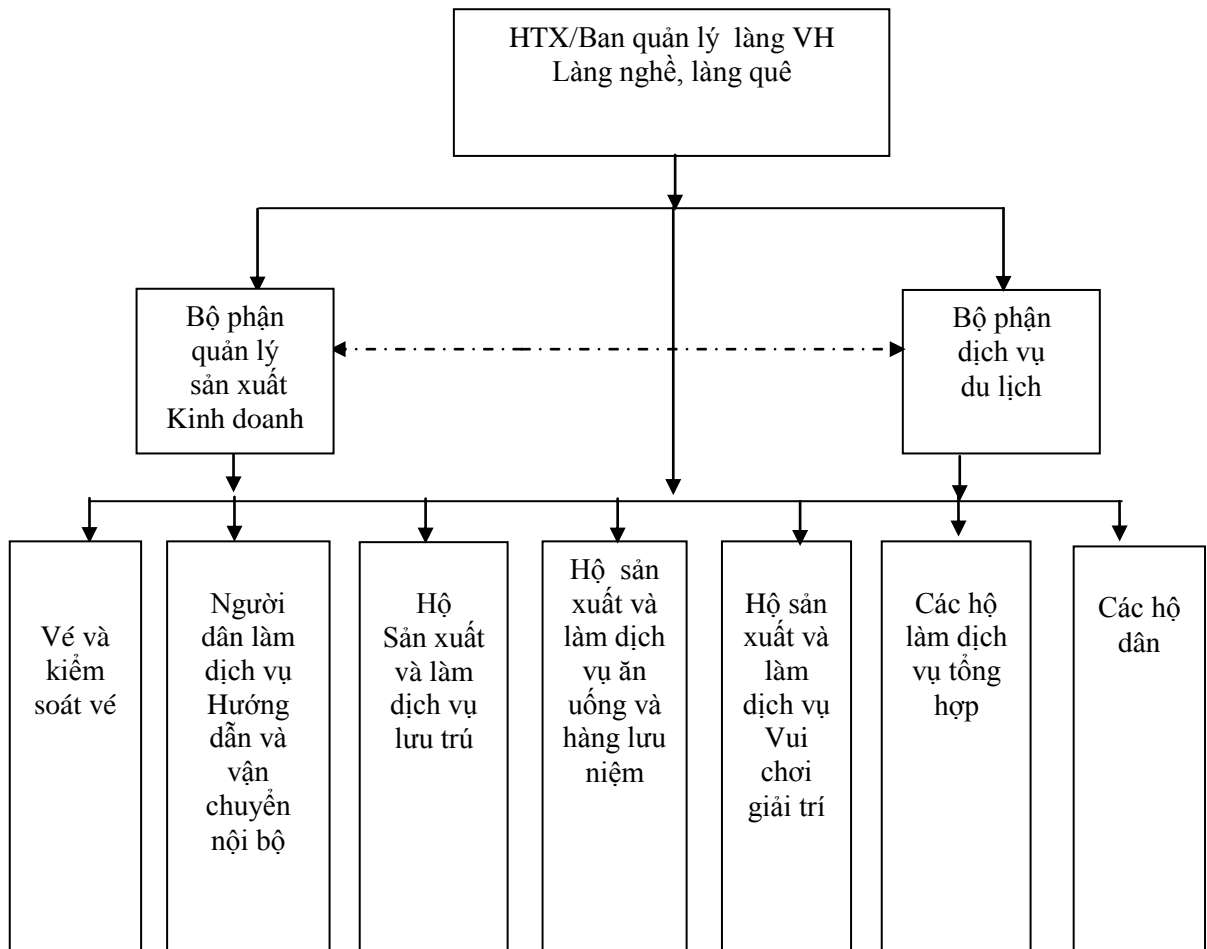 HTX/Ban quản lý làng VH
Làng nghề, làng quê
Bộ phận
quản lý
sản xuất
Kinh doanh
Bộ phận
dịch vụ
du lịch
Vé và
kiểm
soát vé
Người
dân làm
dịch vụ
Hướng
dẫn và
vận
chuyển
nội bộ
Hộ
Sản xuất
và làm
dịch vụ
lưu trú
Hộ sản
xuất và
làm dịch
vụ ăn
uống và
hàng lưu
niệm
Hộ sản
xuất và
làm
dịch vụ
Vui
chơi
giải trí
Các hộ
làm dịch
vụ tổng
hợp
Các hộ
dân